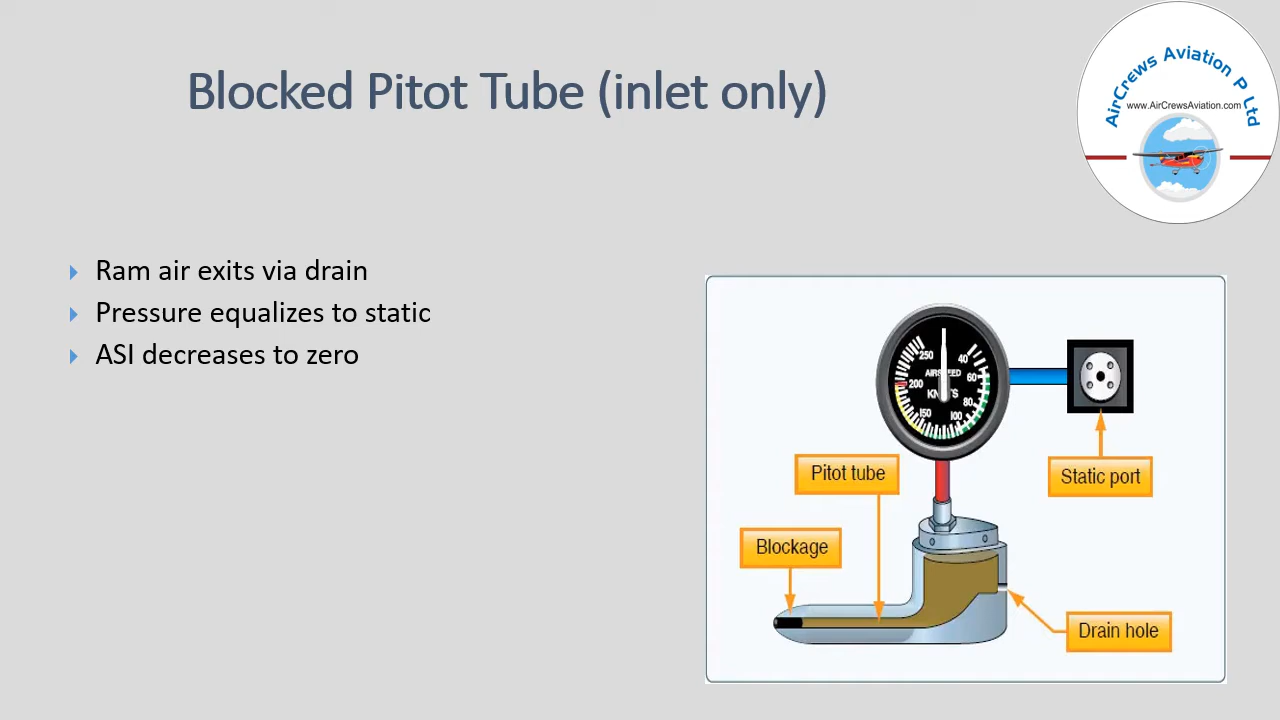 Blocked Pitot Tube (inlet only)
AirCrews Aviation P Ltd
www.AirCrewsAviation.com
Ram air exits via drain
Pressure equalizes to static
ASI decreases to zero
250 40
AIRSPEED 60
200
KNOTS 80
150 100
Pitot tube
Static port
Blockage
Drain hole